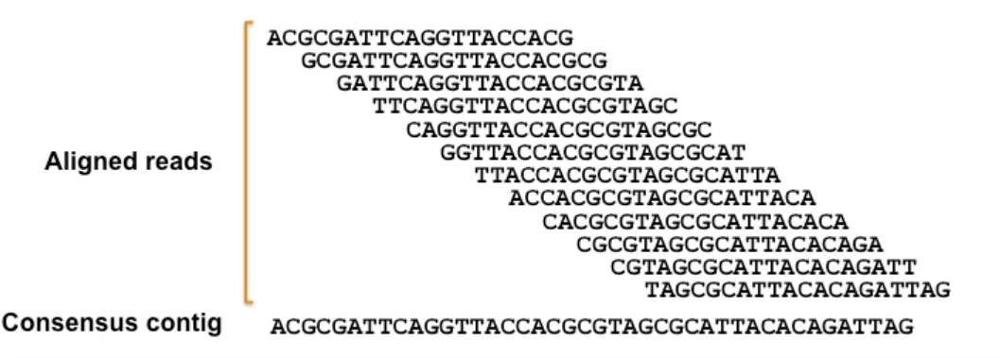 ACGCGATTCAGGTTACCACG
GCGATTCAGGTTACCACGCG
GATTCAGGTTACCACGCGTA
TTCAGGTTACCACGCGTAGC
CAGGTTACCACGCGTAGCGC
GGTTACCACGCGTAGCGCAT
TTACCACGCGTAGCGCATTA
ACCACGCGTAGCGCATTACA
CACGCGTAGCGCATTACACA
CGCGTAGCGCATTACACAGA
CGTAGCGCATTACACAGATT
TAGCGCATTACACAGATTAG
Aligned reads
Consensus contig ACGCGATTCAGGTTACCACGCGTAGCGCATTACACAGATTAG